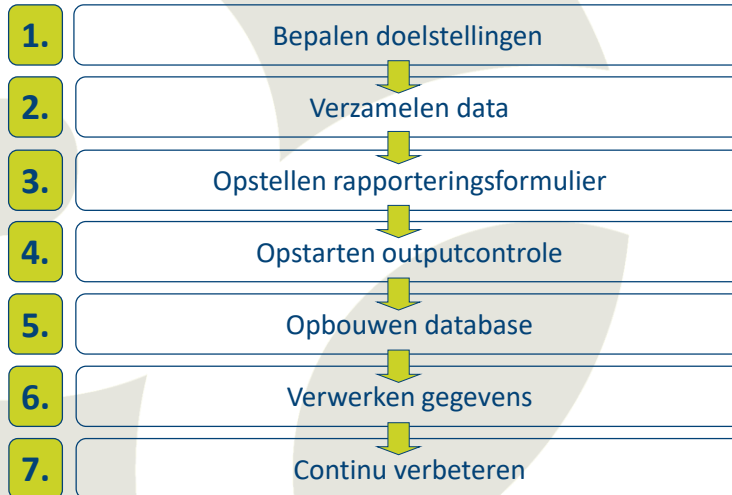 1. Bepalen doelstellingen
2. Verzamelen data
3. Opstellen rapporteringsformulier
4. Opstarten outputcontrole
5. Opbouwen database
6. Verwerken gegevens
7. Continu verbeteren